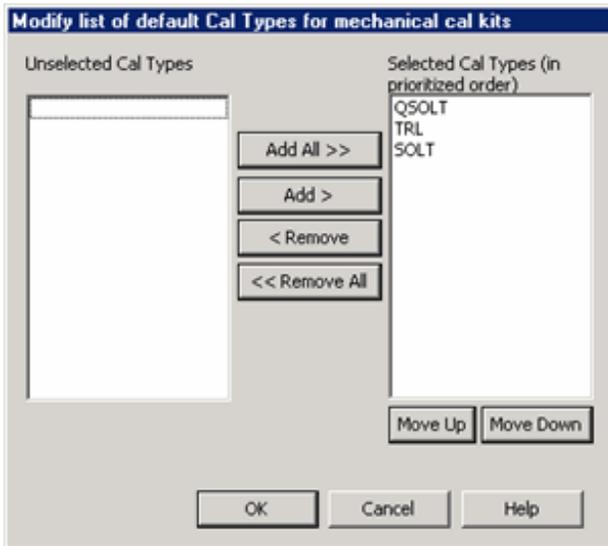 Modify list of default Cal Types for mechanical cal kits
Unselected Cal Types
Selected Cal Types (in
prioritized order)
QSOLT
TRL
SOLT
Add All >>
Add >
< Remove
<< Remove All
Move Up
Move Down
OK
Cancel
Help